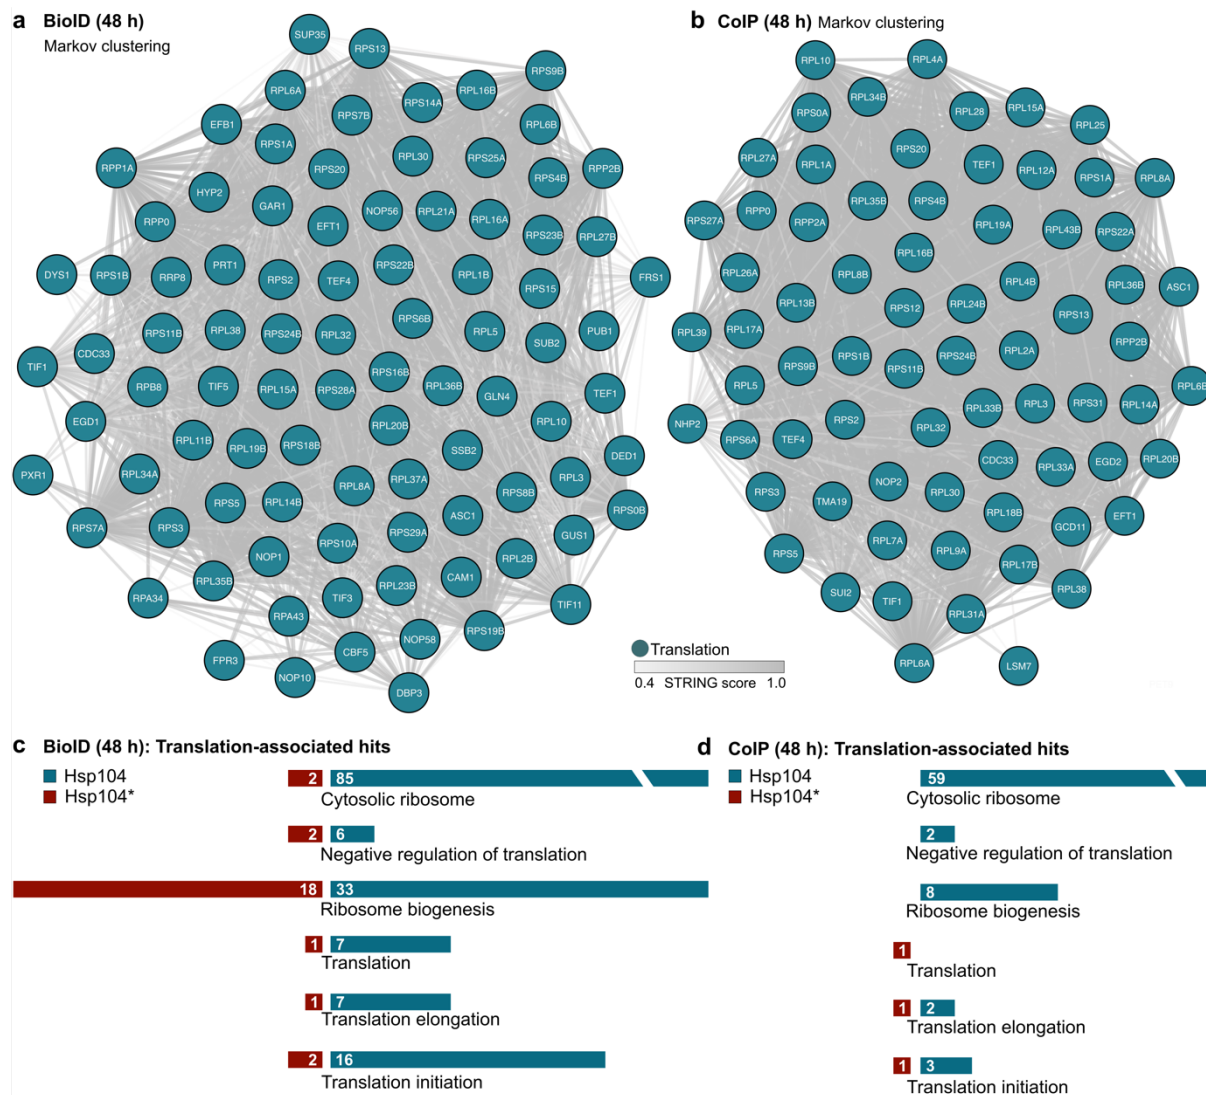 a BioID (48 h)
Markov clustering
SUP35
RPS13
RPS9B
RPL6A
RPS7B
RPS14A
RPL16B
EFB1
RPL6B
RPS1A
RPL30
RPS25A
RPP1A
RPS20
RPS4B
RPP2B
HYP2
GAR1
NOP56
RPL21A
RPL16A
RPP0
EFT1
RPS23B
RPL27B
DYS1
RPS1B
RRP8
PRT1
RPS2
TEF4
RPS22B
RPL1B
RPS15
FRS1
RPS11B
RPL38
RPS24B
RPL32
RPS6B
RPL5
SUB2
PUB1
TIF1
CDC33
RPB8
TIF5
RPL15A
RPS28A
RPS16B
RPL36B
GLN4
TEF1
EGD1
RPL11B
RPL19B
RPS18B
RPL20B
SSB2
RPL10
DED1
PXR1
RPL34A
RPS5
RPL14B
RPL8A
RPL37A
RPS8B
RPL3
RPS0B
RPS7A
RPS3
NOP1
RPS10A
RPS29A
ASC1
GUS1
RPL35B
RPL2B
RPA34
RPA43
TIF3
RPL23B
CAM1
TIF11
RPS19B
NOP58
CBF5
FPR3
NOP10
DBP3
b CoIP (48 h) Markov clustering
RPL10
RPL4A
RPS0A
RPL34B
RPL28
RPL15A
RPL25
RPL27A
RPL1A
RPS20
TEF1
RPL12A
RPS1A
RPL8A
RPS27A
RPP0
RPP2A
RPL35B
RPS4B
RPL19A
RPL43B
RPS22A
RPL16B
RPL26A
RPL13B
RPL8B
RPL4B
RPL36B
ASC1
RPL39
RPL17A
RPS12
RPL24B
RPS13
RPP2B
RPS9B
RPS1B
RPS11B
RPS24B
RPL2A
RPL5
RPL6B
NHP2
RPS6A
TEF4
RPS2
RPL32
RPL33B
RPL3
RPS31
RPL14A
CDC33
RPL33A
EGD2
RPL20B
RPS3
TMA19
NOP2
RPL30
RPL18B
GCD11
EFT1
RPS5
RPL7A
RPL9A
RPL17B
RPL38
SUI2
TIF1
RPL31A
RPL6A
LSM7
Translation
0.4 STRING score 1.0
c BioID (48 h): Translation-associated hits
Hsp104
Hsp104*
2 85
Cytosolic ribosome
2 6
Negative regulation of translation
18 33
Ribosome biogenesis
1 7
Translation
1 7
Translation elongation
2 16
Translation initiation
d CoIP (48 h): Translation-associated hits
Hsp104
Hsp104*
59
Cytosolic ribosome
2
Negative regulation of translation
8
Ribosome biogenesis
1
Translation
1 2
Translation elongation
1 3
Translation initiation